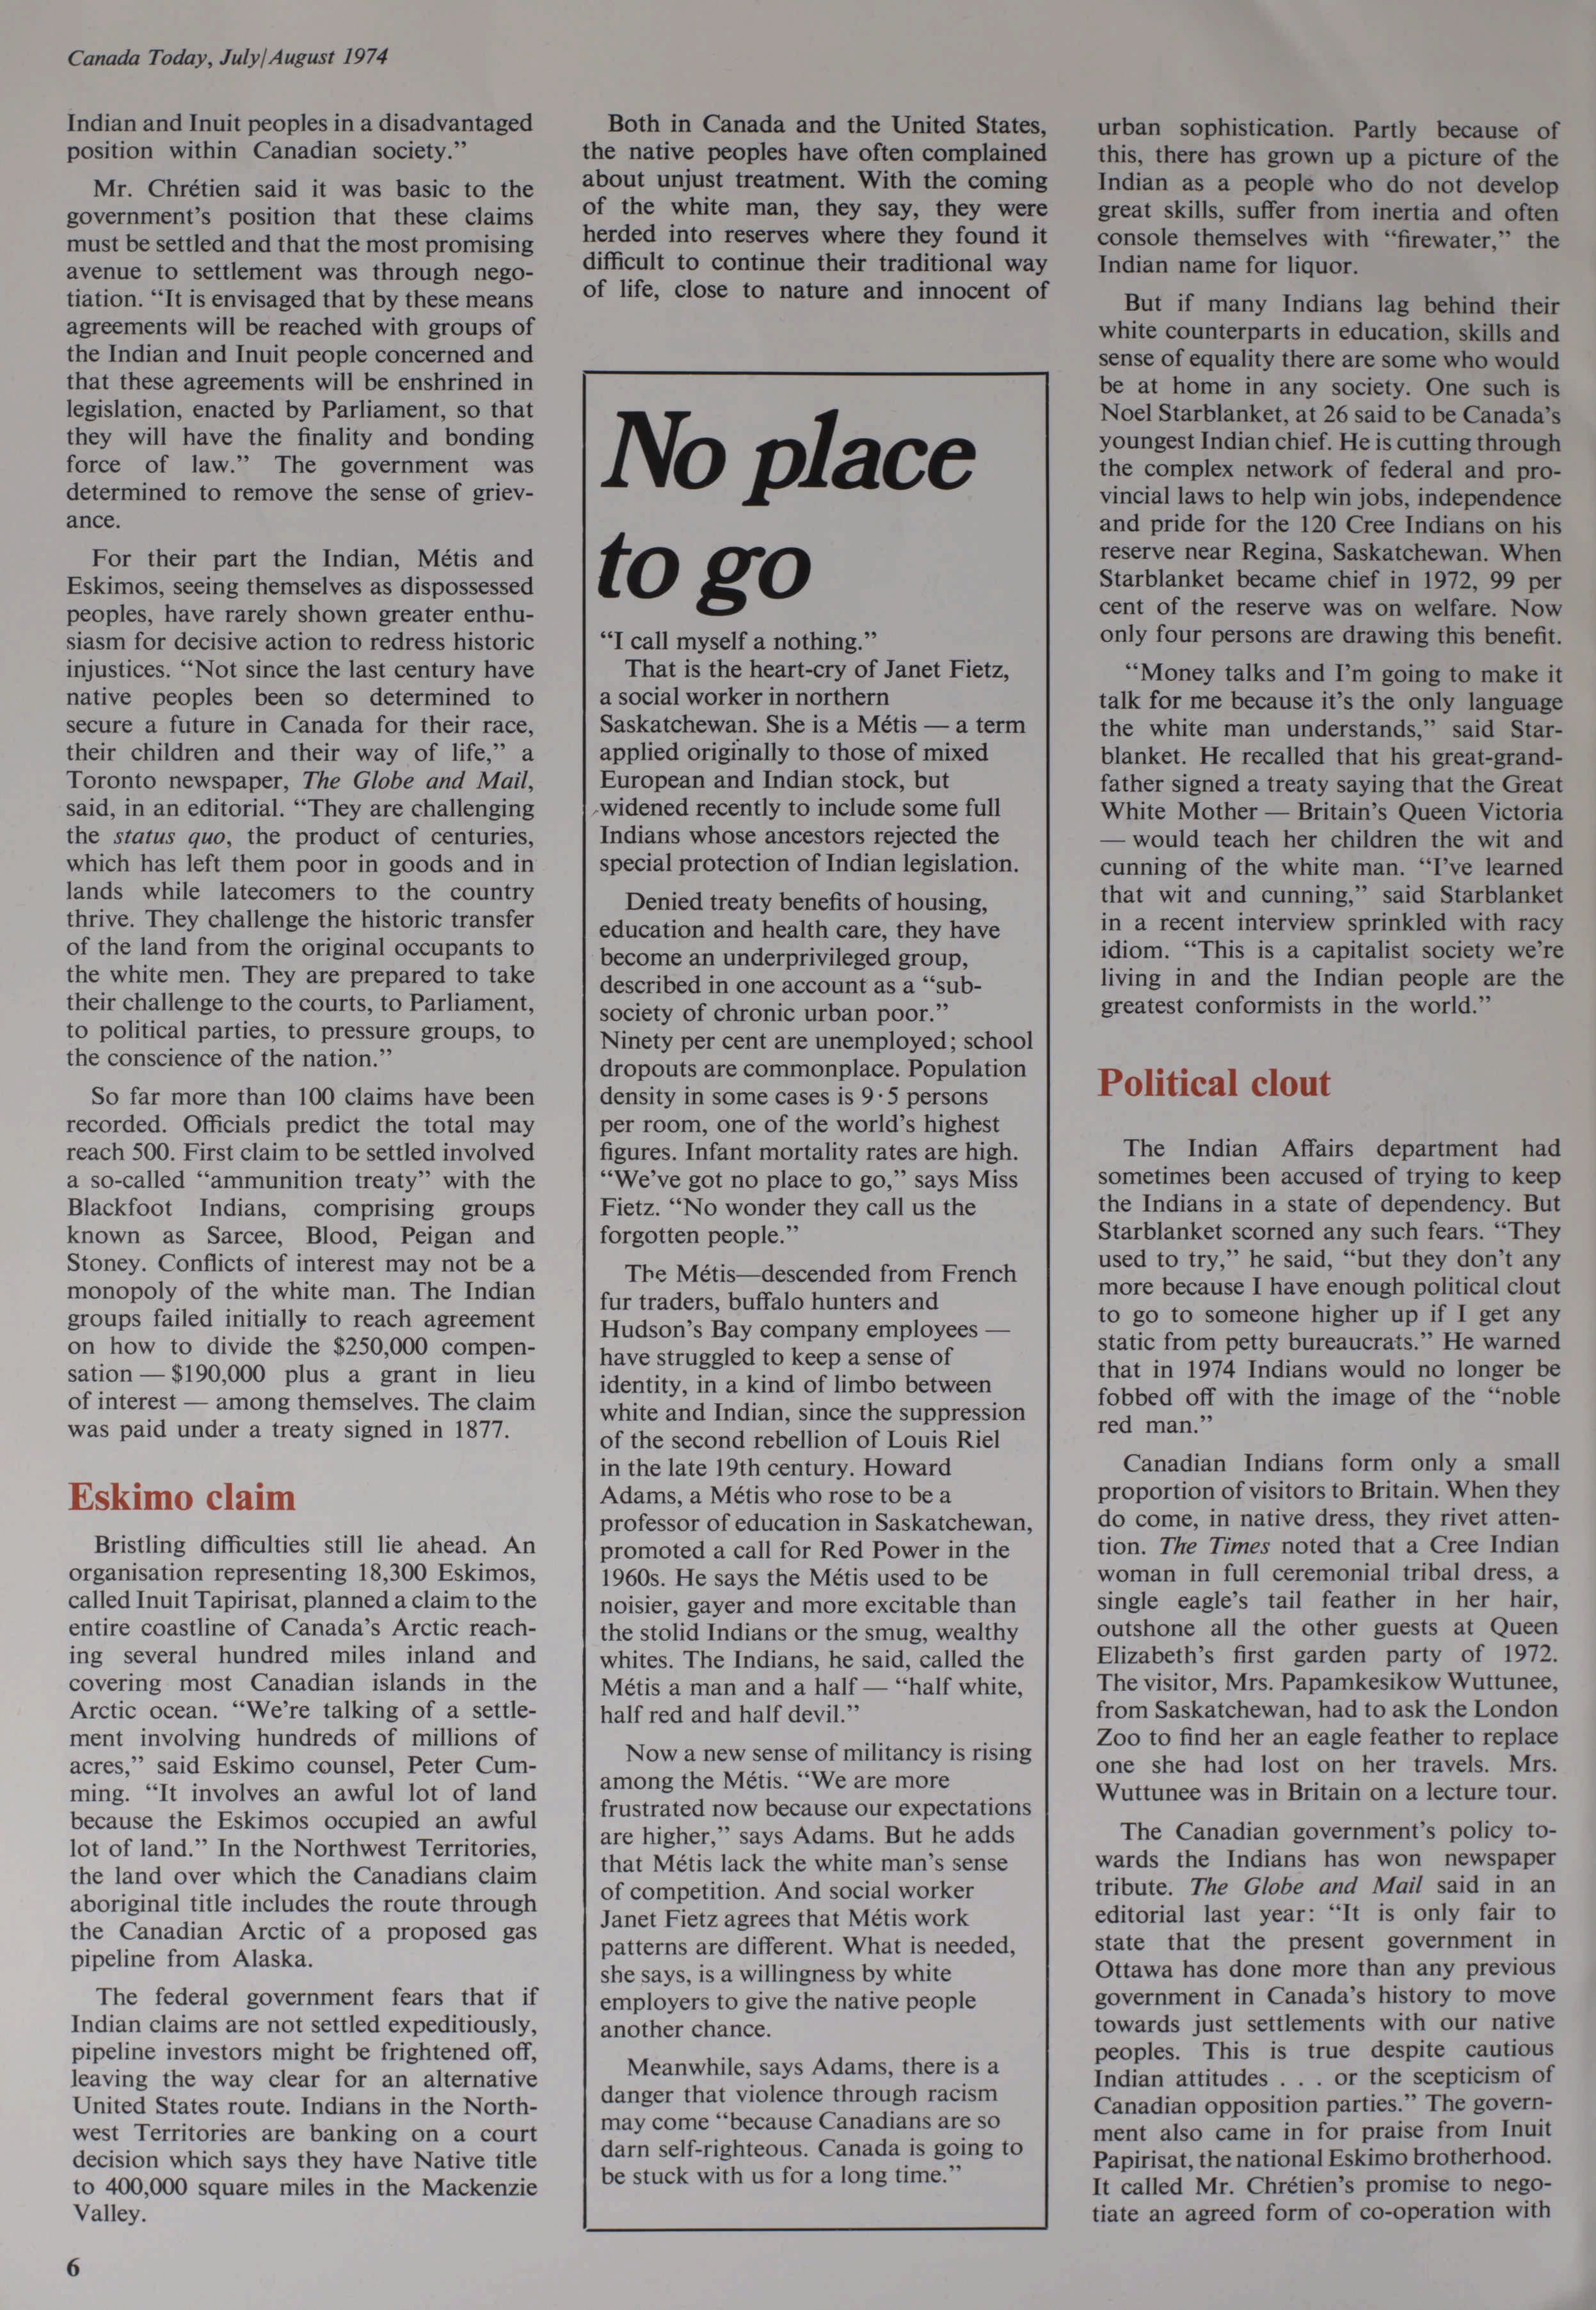 Canada Today, July/August 1974
Indian and Inuit peoples in a disadvantaged
position within Canadian society.”
Mr. Chrétien said it was basic to the
government’s position that these claims
must be settled and that the most promising
avenue to settlement was through nego-
tiation. “It is envisaged that by these means
agreements will be reached with groups of
the Indian and Inuit people concerned and
that these agreements will be enshrined in
legislation, enacted by Parliament, so that
they will have the finality and bonding
force of law.” The government was
determined to remove the sense of griev-
ance.
For their part the Indian, Métis and
Eskimos, seeing themselves as dispossessed
peoples, have rarely shown greater enthu-
siasm for decisive action to redress historic
injustices. “Not since the last century have
native peoples been so determined to
secure a future in Canada for their race,
their children and their way of life,” a
Toronto newspaper, The Globe and Mail,
said, in an editorial. “They are challenging
the status quo, the product of centuries,
which has left them poor in goods and in
lands while latecomers to the country
thrive. They challenge the historic transfer
of the land from the original occupants to
the white men. They are prepared to take
their challenge to the courts, to Parliament,
to political parties, to pressure groups, to
the conscience of the nation.”
So far more than 100 claims have been
recorded. Officials predict the total may
reach 500. First claim to be settled involved
a so-called “ammunition treaty” with the
Blackfoot Indians, comprising groups
known as Sarcee, Blood, Peigan and
Stoney. Conflicts of interest may not be a
monopoly of the white man. The Indian
groups failed initially to reach agreement
on how to divide the $250,000 compen-
sation — $190,000 plus a grant in lieu
of interest — among themselves. The claim
was paid under a treaty signed in 1877.
Eskimo claim
Bristling difficulties still lie ahead. An
organisation representing 18,300 Eskimos,
called Inuit Tapirisat, planned a claim to the
entire coastline of Canada’s Arctic reach-
ing several hundred miles inland and
covering most Canadian islands in the
Arctic ocean. “We’re talking of a settle-
ment involving hundreds of millions of
acres,” said Eskimo counsel, Peter Cum-
ming. “It involves an awful lot of land
because the Eskimos occupied an awful
lot of land.” In the Northwest Territories,
the land over which the Canadians claim
aboriginal title includes the route through
the Canadian Arctic of a proposed gas
pipeline from Alaska.
The federal government fears that if
Indian claims are not settled expeditiously,
pipeline investors might be frightened off,
leaving the way clear for an alternative
United States route. Indians in the North-
west Territories are banking on a court
decision which says they have Native title
to 400,000 square miles in the Mackenzie
Valley.
Both in Canada and the United States,
the native peoples have often complained
about unjust treatment. With the coming
of the white man, they say, they were
herded into reserves where they found it
difficult to continue their traditional way
of life, close to nature and innocent of
No place
to go
“I call myself a nothing.”
That is the heart-cry of Janet Fietz,
a social worker in northern
Saskatchewan. She is a Métis — a term
applied originally to those of mixed
European and Indian stock, but
widened recently to include some full
Indians whose ancestors rejected the
special protection of Indian legislation.
Denied treaty benefits of housing,
education and health care, they have
become an underprivileged group,
described in one account as a “sub-
society of chronic urban poor.”
Ninety per cent are unemployed; school
dropouts are commonplace. Population
density in some cases is 9·5 persons
per room, one of the world’s highest
figures. Infant mortality rates are high.
“We’ve got no place to go,” says Miss
Fietz. “No wonder they call us the
forgotten people.”
The Métis—descended from French
fur traders, buffalo hunters and
Hudson’s Bay company employees —
have struggled to keep a sense of
identity, in a kind of limbo between
white and Indian, since the suppression
of the second rebellion of Louis Riel
in the late 19th century. Howard
Adams, a Métis who rose to be a
professor of education in Saskatchewan,
promoted a call for Red Power in the
1960s. He says the Métis used to be
noisier, gayer and more excitable than
the stolid Indians or the smug, wealthy
whites. The Indians, he said, called the
Métis a man and a half — “half white,
half red and half devil.”
Now a new sense of militancy is rising
among the Métis. “We are more
frustrated now because our expectations
are higher,” says Adams. But he adds
that Métis lack the white man’s sense
of competition. And social worker
Janet Fietz agrees that Métis work
patterns are different. What is needed,
she says, is a willingness by white
employers to give the native people
another chance.
Meanwhile, says Adams, there is a
danger that violence through racism
may come “because Canadians are so
darn self-righteous. Canada is going to
be stuck with us for a long time.”
urban sophistication. Partly because of
this, there has grown up a picture of the
Indian as a people who do not develop
great skills, suffer from inertia and often
console themselves with “firewater,” the
Indian name for liquor.
But if many Indians lag behind their
white counterparts in education, skills and
sense of equality there are some who would
be at home in any society. One such is
Noel Starblanket, at 26 said to be Canada’s
youngest Indian chief. He is cutting through
the complex network of federal and pro-
vincial laws to help win jobs, independence
and pride for the 120 Cree Indians on his
reserve near Regina, Saskatchewan. When
Starblanket became chief in 1972, 99 per
cent of the reserve was on welfare. Now
only four persons are drawing this benefit.
“Money talks and I’m going to make it
talk for me because it’s the only language
the white man understands,” said Star-
blanket. He recalled that his great-grand-
father signed a treaty saying that the Great
White Mother — Britain’s Queen Victoria
— would teach her children the wit and
cunning of the white man. “I’ve learned
that wit and cunning,” said Starblanket
in a recent interview sprinkled with racy
idiom. “This is a capitalist society we’re
living in and the Indian people are the
greatest conformists in the world.”
Political clout
The Indian Affairs department had
sometimes been accused of trying to keep
the Indians in a state of dependency. But
Starblanket scorned any such fears. “They
used to try,” he said, “but they don’t any
more because I have enough political clout
to go to someone higher up if I get any
static from petty bureaucrats.” He warned
that in 1974 Indians would no longer be
fobbed off with the image of the “noble
red man.”
Canadian Indians form only a small
proportion of visitors to Britain. When they
do come, in native dress, they rivet atten-
tion. The Times noted that a Cree Indian
woman in full ceremonial tribal dress, a
single eagle’s tail feather in her hair,
outshone all the other guests at Queen
Elizabeth’s first garden party of 1972.
The visitor, Mrs. Papamkesikow Wuttunee,
from Saskatchewan, had to ask the London
Zoo to find her an eagle feather to replace
one she had lost on her travels. Mrs.
Wuttunee was in Britain on a lecture tour.
The Canadian government’s policy to-
wards the Indians has won newspaper
tribute. The Globe and Mail said in an
editorial last year: “It is only fair to
state that the present government in
Ottawa has done more than any previous
government in Canada’s history to move
towards just settlements with our native
peoples. This is true despite cautious
Indian attitudes . . . or the scepticism of
Canadian opposition parties.” The govern-
ment also came in for praise from Inuit
Papirisat, the national Eskimo brotherhood.
It called Mr. Chrétien’s promise to nego-
tiate an agreed form of co-operation with
6